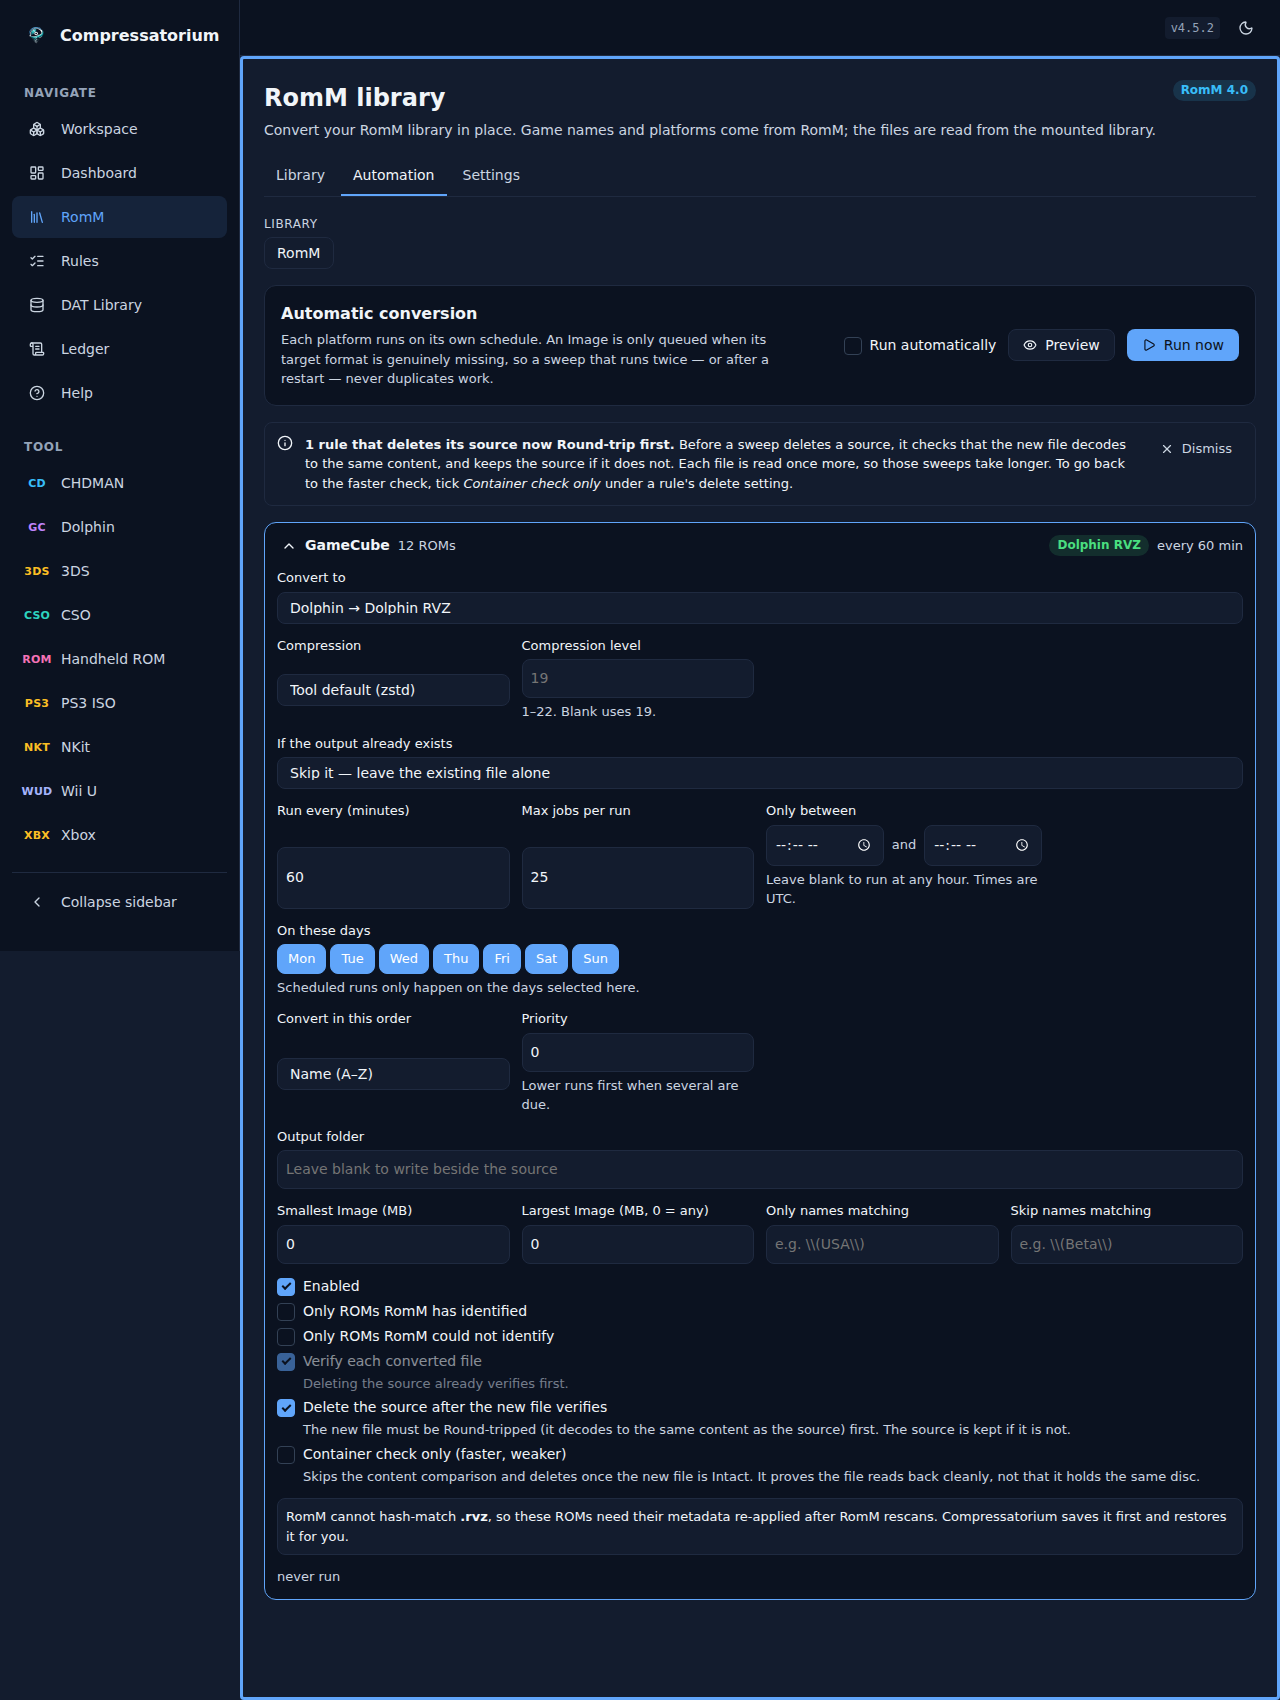 Compressatorium
v4.5.2
NAVIGATE
Workspace
Dashboard
RomM
Rules
DAT Library
Ledger
Help
TOOL
CD CHDMAN
GC Dolphin
3DS 3DS
CSO CSO
ROM Handheld ROM
PS3 PS3 ISO
NKT NKit
WUD Wii U
XBX Xbox
Collapse sidebar
RomM library
RomM 4.0
Convert your RomM library in place. Game names and platforms come from RomM; the files are read from the mounted library.
Library Automation Settings
LIBRARY
RomM
Automatic conversion
Each platform runs on its own schedule. An Image is only queued when its
target format is genuinely missing, so a sweep that runs twice — or after a
restart — never duplicates work.
Run automatically Preview Run now
1 rule that deletes its source now Round-trip first. Before a sweep deletes a source, it checks that the new file decodes
to the same content, and keeps the source if it does not. Each file is read once more, so those sweeps take longer. To go back
to the faster check, tick Container check only under a rule's delete setting.
Dismiss
GameCube 12 ROMs Dolphin RVZ every 60 min
Convert to
Dolphin → Dolphin RVZ
Compression Compression level
Tool default (zstd) 19
1–22. Blank uses 19.
If the output already exists
Skip it — leave the existing file alone
Run every (minutes) Max jobs per run Only between
60 25 --:-- -- and --:-- --
Leave blank to run at any hour. Times are
UTC.
On these days
Mon Tue Wed Thu Fri Sat Sun
Scheduled runs only happen on the days selected here.
Convert in this order Priority
Name (A–Z) 0
Lower runs first when several are
due.
Output folder
Leave blank to write beside the source
Smallest Image (MB) Largest Image (MB, 0 = any) Only names matching Skip names matching
0 0 e.g. \\(USA\\) e.g. \\(Beta\\)
Enabled
Only ROMs RomM has identified
Only ROMs RomM could not identify
Verify each converted file
Deleting the source already verifies first.
Delete the source after the new file verifies
The new file must be Round-tripped (it decodes to the same content as the source) first. The source is kept if it is not.
Container check only (faster, weaker)
Skips the content comparison and deletes once the new file is Intact. It proves the file reads back cleanly, not that it holds the same disc.
RomM cannot hash-match .rvz, so these ROMs need their metadata re-applied after RomM rescans. Compressatorium saves it first and restores
it for you.
never run